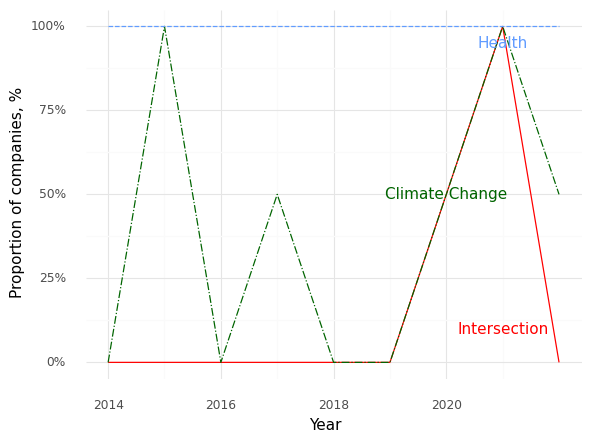 100%
Health
75%
Proportion of companies, %
50%
Climate Change
25%
Intersection
0%
2014 2016 2018 2020
Year